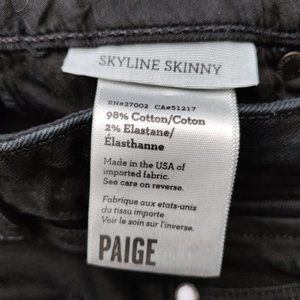 SKYLINE SKINNY
RN#27002 CA#51217
98% Cotton/Coton
2% Elastane/
Élasthanne
Made in the USA of
imported fabric.
See care on reverse.
Fabrique aux etats-unis
du tissu importe
Voir le soin sur l'inverse.
PAIGE